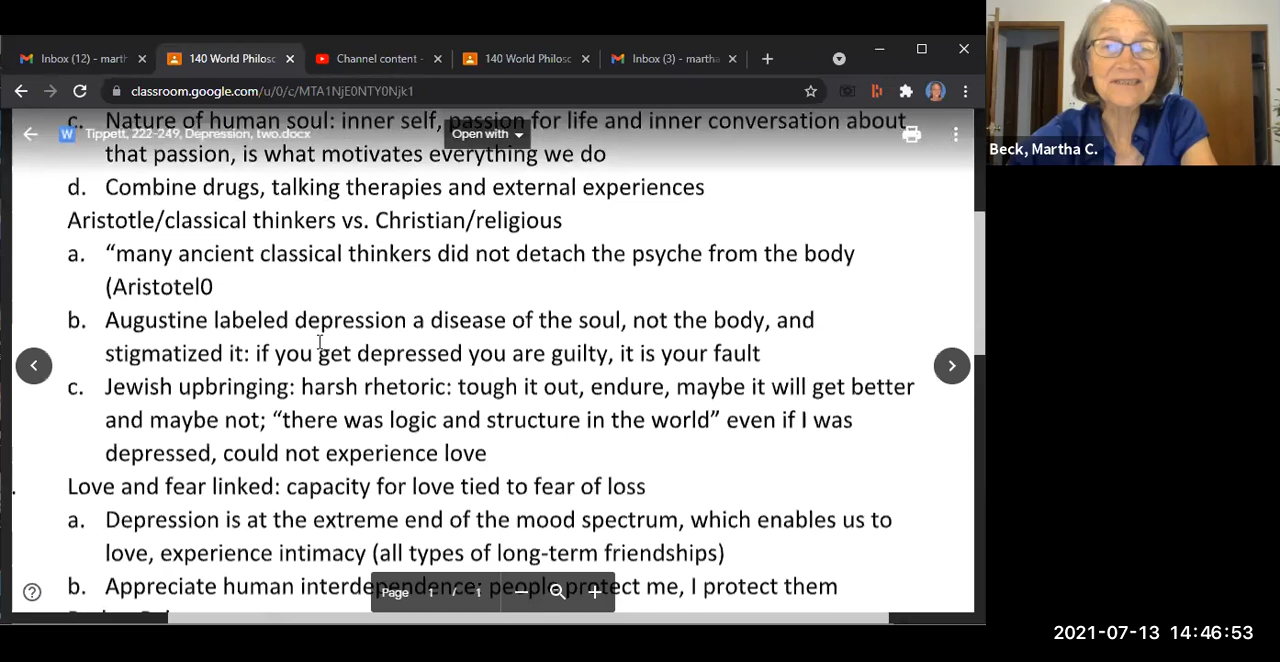 Inbox (12) - marth
140 World Philosc
Channel content -
140 World Philosc
Inbox (3) - martha
classroom.google.com/u/0/c/MTA1NjE0NTY0Njk1
Tippett, 222-249, Depression, two.docx
Open with
c. Nature of human soul: inner self, passion for life and inner conversation about
that passion, is what motivates everything we do
d. Combine drugs, talking therapies and external experiences
Aristotle/classical thinkers vs. Christian/religious
a. “many ancient classical thinkers did not detach the psyche from the body
(Aristotel0
b. Augustine labeled depression a disease of the soul, not the body, and
stigmatized it: if you get depressed you are guilty, it is your fault
c. Jewish upbringing: harsh rhetoric: tough it out, endure, maybe it will get better
and maybe not; “there was logic and structure in the world” even if I was
depressed, could not experience love
. Love and fear linked: capacity for love tied to fear of loss
a. Depression is at the extreme end of the mood spectrum, which enables us to
love, experience intimacy (all types of long-term friendships)
b. Appreciate human interdependence: people protect me, I protect them
Page 1 / 1
Beck, Martha C.
2021-07-13 14:46:53